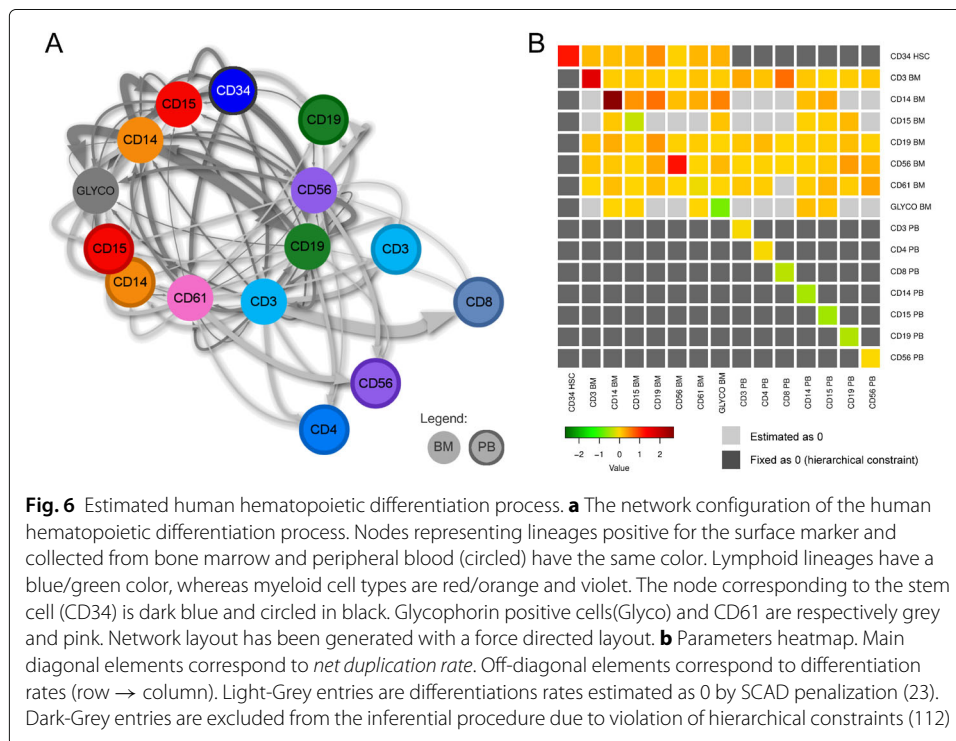 A
CD34
CD15
CD19
CD14
GLYCO
CD56
CD15
CD19
CD3
CD14
CD61
CD3
CD8
CD56
CD4
Legend:
BM
PB
B
CD34 HSC
CD3 BM
CD14 BM
CD15 BM
CD19 BM
CD56 BM
CD61 BM
GLYCO BM
CD3 PB
CD4 PB
CD8 PB
CD14 PB
CD15 PB
CD19 PB
CD56 PB
CD34 HSC
CD3 BM
CD14 BM
CD15 BM
CD19 BM
CD56 BM
CD61 BM
GLYCO BM
CD3 PB
CD4 PB
CD8 PB
CD14 PB
CD15 PB
CD19 PB
CD56 PB
-2 -1 0 1 2
Value
Estimated as 0
Fixed as 0 (hierarchical constraint)
Fig. 6 Estimated human hematopoietic differentiation process. a The network configuration of the human
hematopoietic differentiation process. Nodes representing lineages positive for the surface marker and
collected from bone marrow and peripheral blood (circled) have the same color. Lymphoid lineages have a
blue/green color, whereas myeloid cell types are red/orange and violet. The node corresponding to the stem
cell (CD34) is dark blue and circled in black. Glycophorin positive cells(Glyco) and CD61 are respectively grey
and pink. Network layout has been generated with a force directed layout. b Parameters heatmap. Main
diagonal elements correspond to net duplication rate. Off-diagonal elements correspond to differentiation
rates (row → column). Light-Grey entries are differentiations rates estimated as 0 by SCAD penalization (23).
Dark-Grey entries are excluded from the inferential procedure due to violation of hierarchical constraints (112)